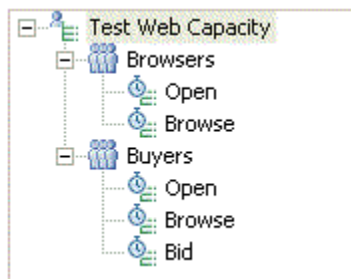 Test Web Capacity
Browsers
Open
Browse
Buyers
Open
Browse
Bid